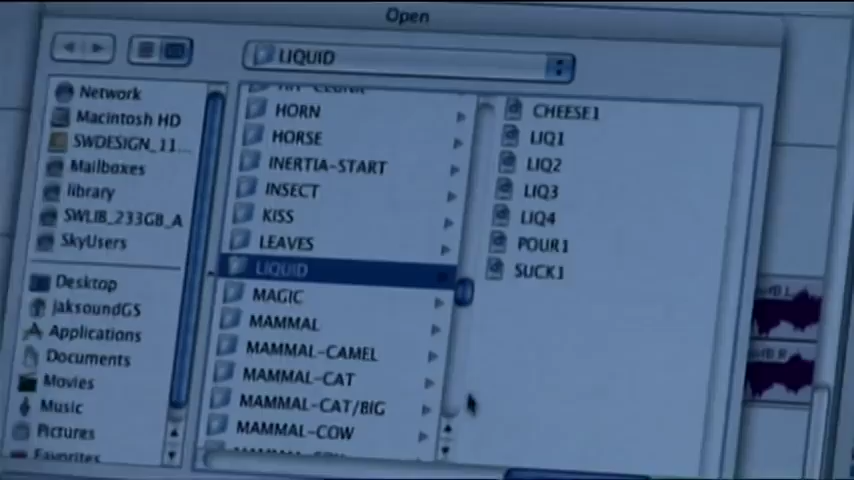 Open
LIQUID
Network
Macintosh HD
SWDESIGN_11...
Mailboxes
library
SWLIB_233GB_A
SkyUsers
Desktop
jaksoundGS
Applications
Documents
Movies
Music
Pictures
Favorites
HORN
HORSE
INERTIA-START
INSECT
KISS
LEAVES
LIQUID
MAGIC
MAMMAL
MAMMAL-CAMEL
MAMMAL-CAT
MAMMAL-CAT/BIG
MAMMAL-COW
CHEESE1
LIQ1
LIQ2
LIQ3
LIQ4
POUR1
SUCK1